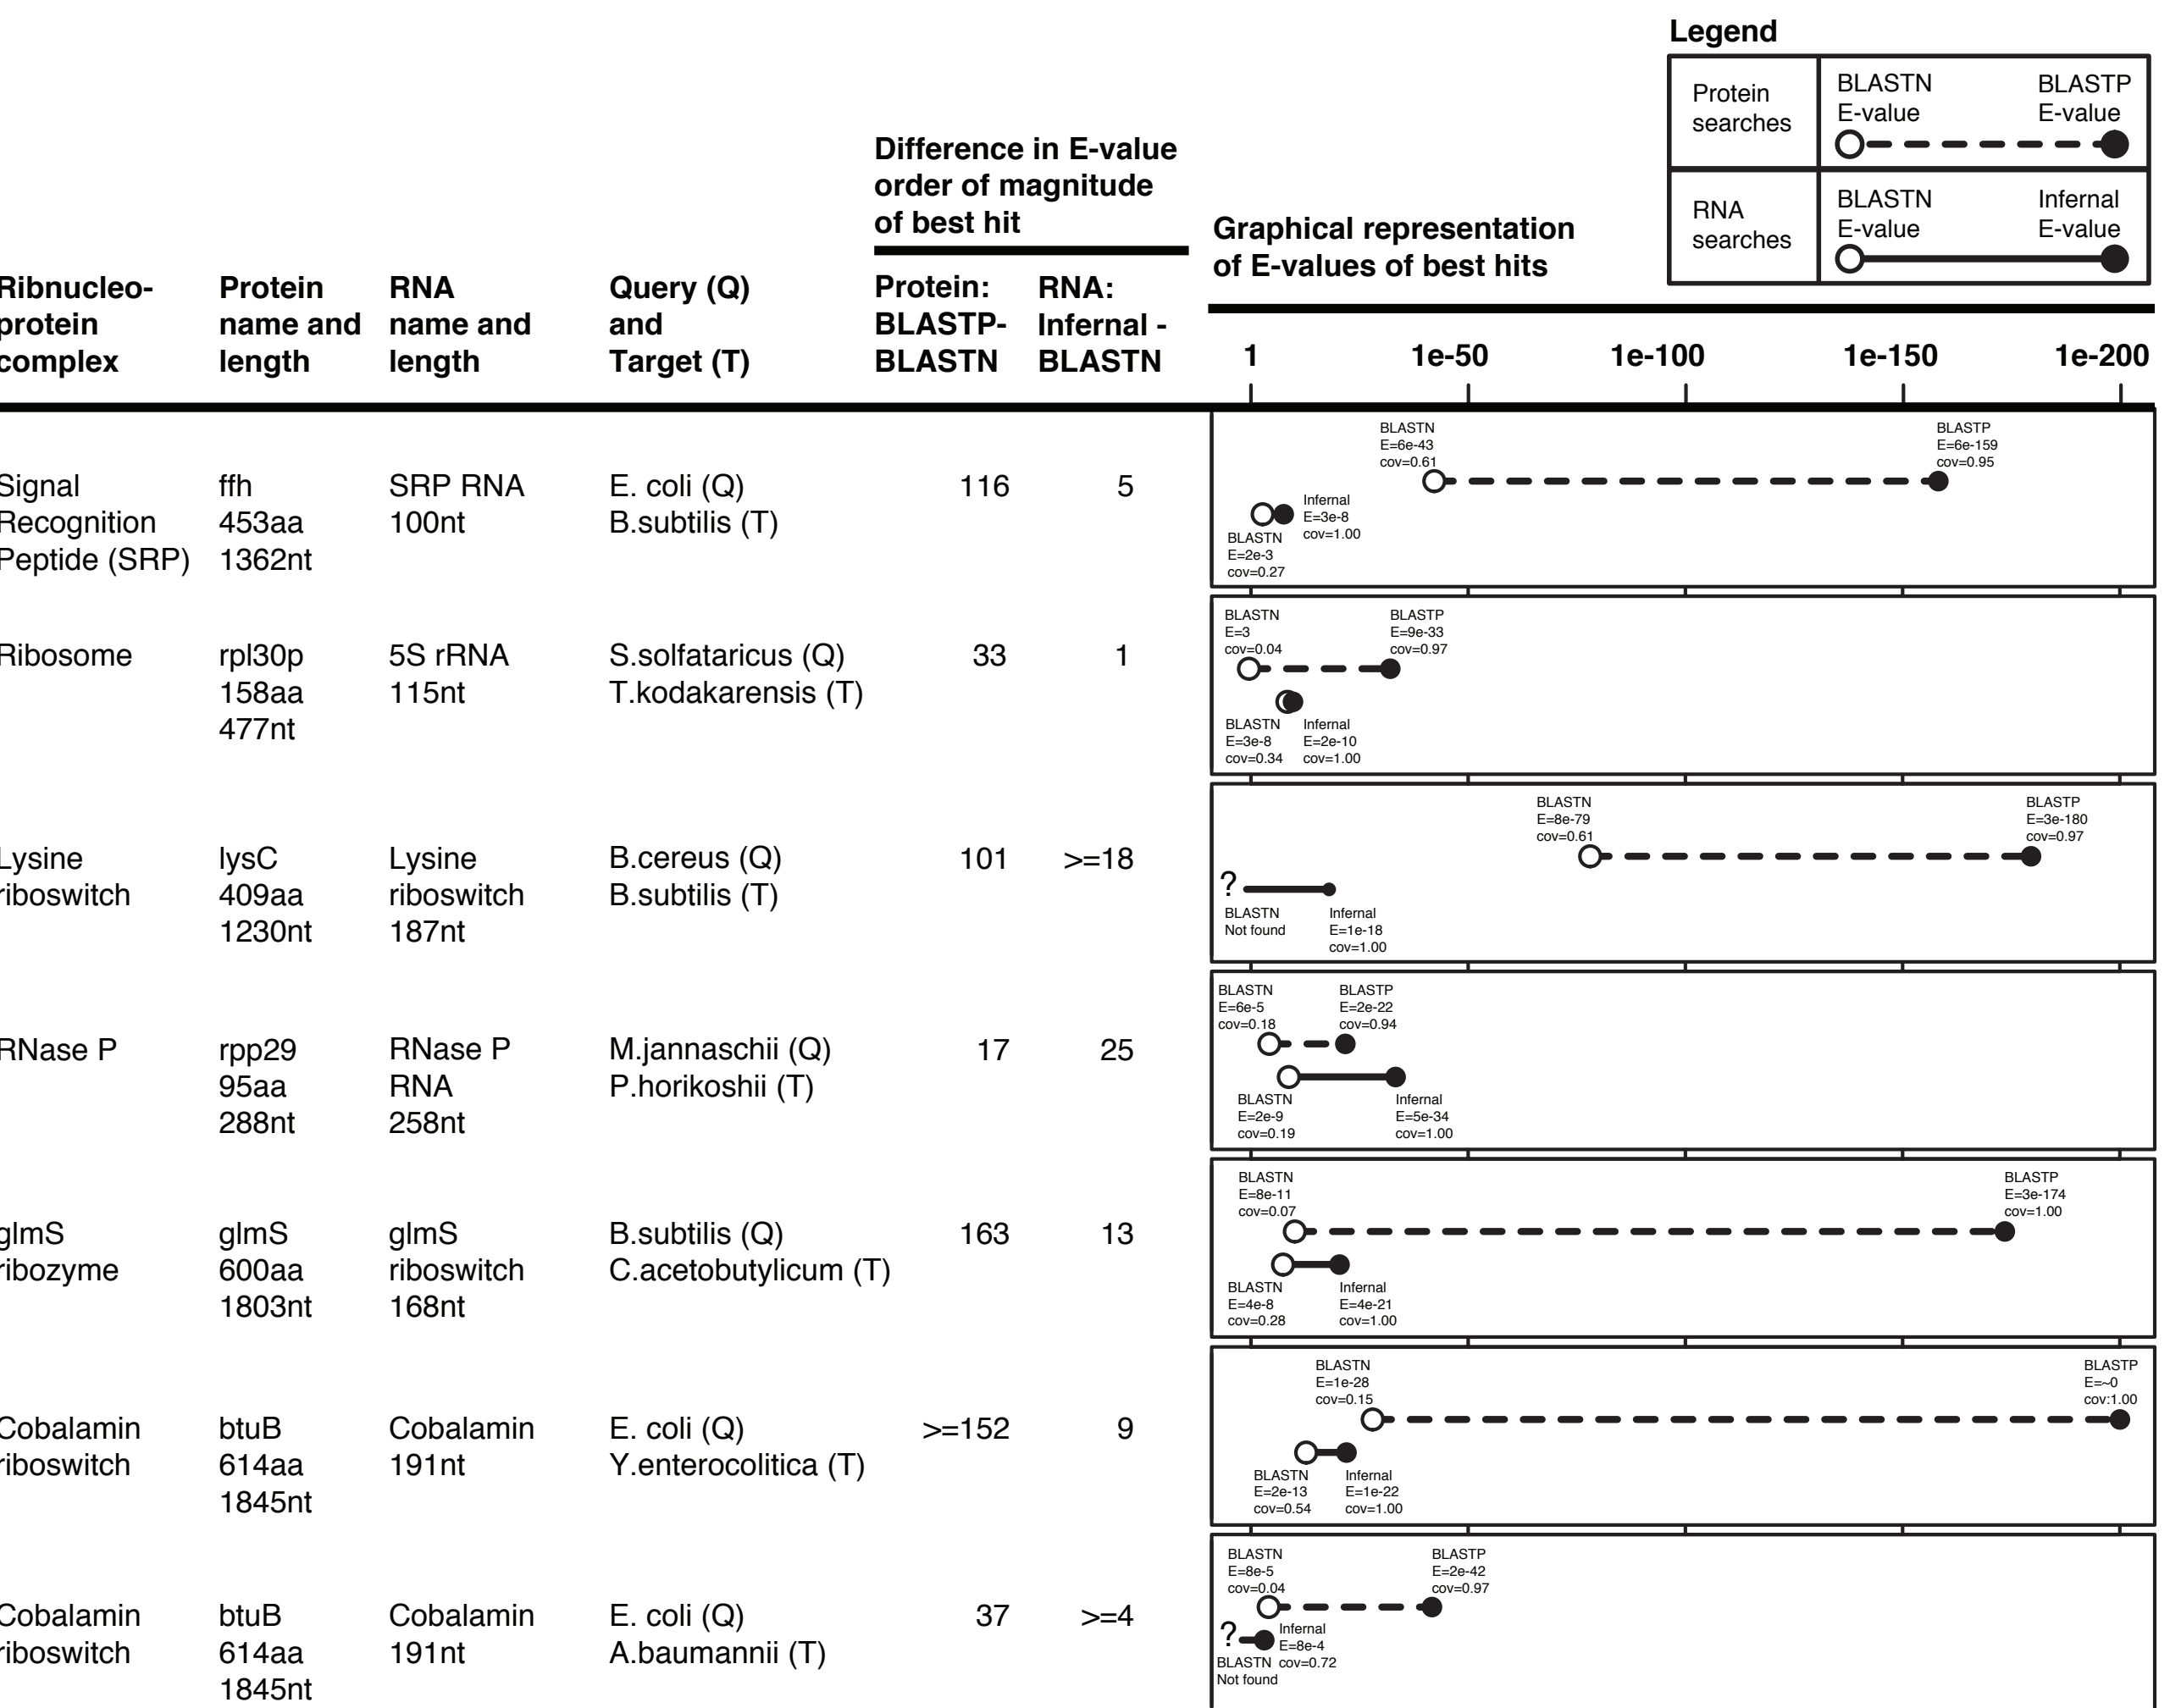 Legend
Protein searches
BLASTN E-value
BLASTP E-value
RNA searches
BLASTN E-value
Infernal E-value
Difference in E-value
order of magnitude
of best hit
Graphical representation
of E-values of best hits
Ribnucleo-
protein
complex
Protein
name and
length
RNA
name and
length
Query (Q)
and
Target (T)
Protein:
BLASTP-
BLASTN
RNA:
Infernal -
BLASTN
1 1e-50 1e-100 1e-150 1e-200
Signal ffh SRP RNA E. coli (Q) 116 5
Recognition 453aa 100nt B.subtilis (T)
Peptide (SRP) 1362nt
BLASTN
E=6e-43
cov=0.61
BLASTP
E=6e-159
cov=0.95
BLASTN
E=2e-3
cov=0.27
Infernal
E=3e-8
cov=1.00
Ribosome rpl30p 5S rRNA S.solfataricus (Q) 33 1
158aa 115nt T.kodakarensis (T)
477nt
BLASTN
E=3
cov=0.04
BLASTP
E=9e-33
cov=0.97
BLASTN
E=3e-8
cov=0.34
Infernal
E=2e-10
cov=1.00
Lysine lysC Lysine B.cereus (Q) 101 >=18
riboswitch 409aa riboswitch B.subtilis (T)
1230nt 187nt
BLASTN
E=8e-79
cov=0.61
BLASTP
E=3e-180
cov=0.97
?
BLASTN
Not found
Infernal
E=1e-18
cov=1.00
RNase P rpp29 RNase P M.jannaschii (Q) 17 25
95aa RNA P.horikoshii (T)
288nt 258nt
BLASTN
E=6e-5
cov=0.18
BLASTP
E=2e-22
cov=0.94
BLASTN
E=2e-9
cov=0.19
Infernal
E=5e-34
cov=1.00
glmS glmS glmS B.subtilis (Q) 163 13
ribozyme 600aa riboswitch C.acetobutylicum (T)
1803nt 168nt
BLASTN
E=8e-11
cov=0.07
BLASTP
E=3e-174
cov=1.00
BLASTN
E=4e-8
cov=0.28
Infernal
E=4e-21
cov=1.00
Cobalamin btuB Cobalamin E. coli (Q) >=152 9
riboswitch 614aa 191nt Y.enterocolitica (T)
1845nt
BLASTN
E=1e-28
cov=0.15
BLASTP
E=~0
cov:1.00
BLASTN
E=2e-13
cov=0.54
Infernal
E=1e-22
cov=1.00
Cobalamin btuB Cobalamin E. coli (Q) 37 >=4
riboswitch 614aa 191nt A.baumannii (T)
1845nt
BLASTN
E=8e-5
cov=0.04
BLASTP
E=2e-42
cov=0.97
?
BLASTN
Not found
Infernal
E=8e-4
cov=0.72